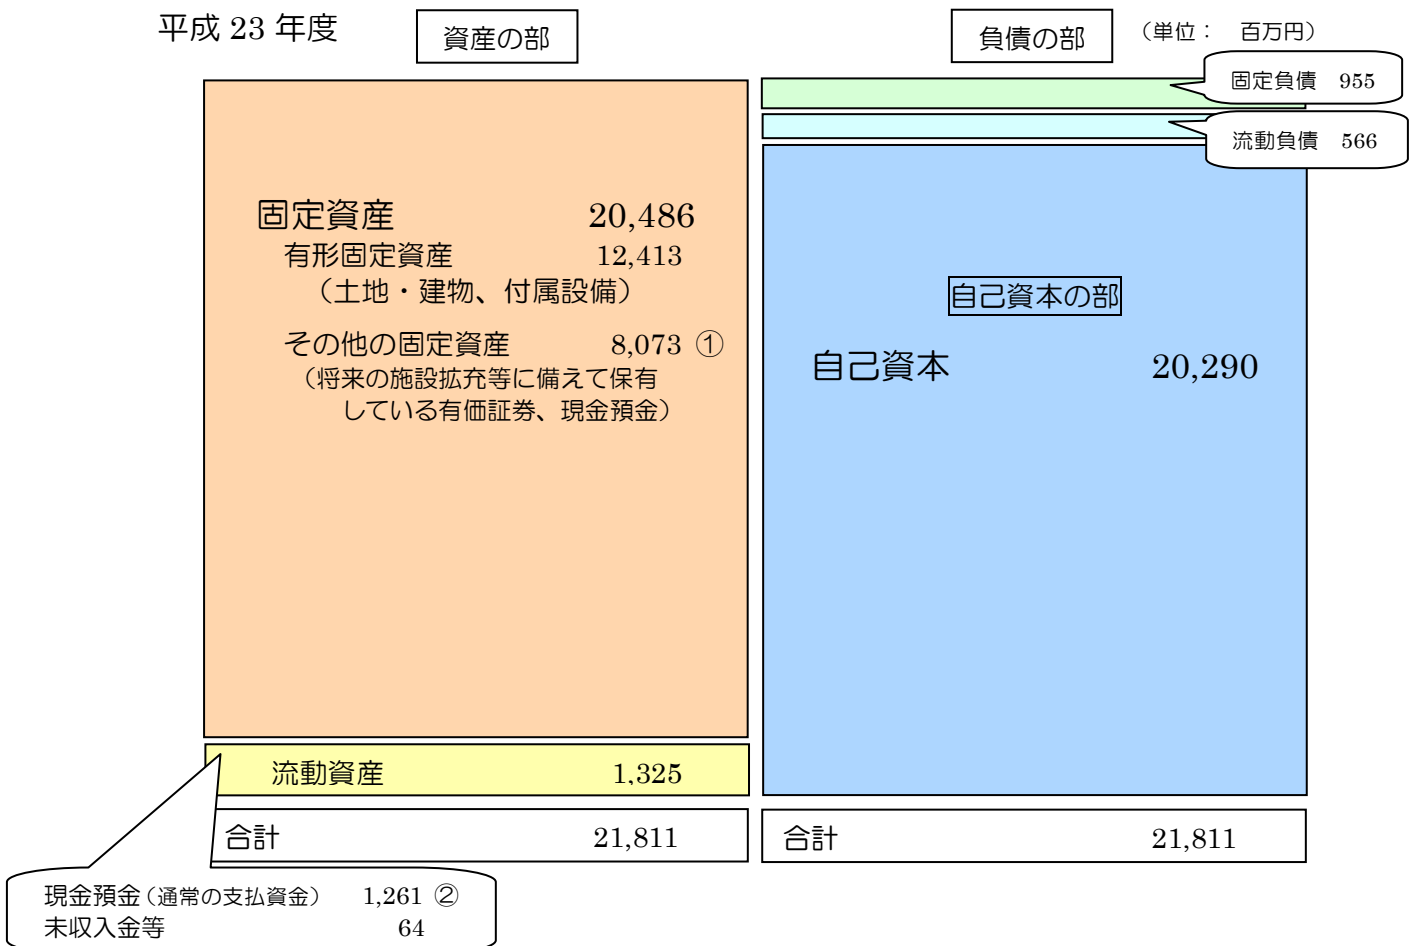 平成 23 年度
資産の部
負債の部
（単位：　百万円）
固定負債　955
流動負債　566
固定資産　20,486
有形固定資産　12,413
（土地・建物、付属設備）
その他の固定資産　8,073 ①
（将来の施設拡充等に備えて保有
している有価証券、現金預金）
自己資本の部
自己資本　20,290
流動資産　1,325
合計　21,811
合計　21,811
現金預金（通常の支払資金）　1,261 ②
未収入金等　64